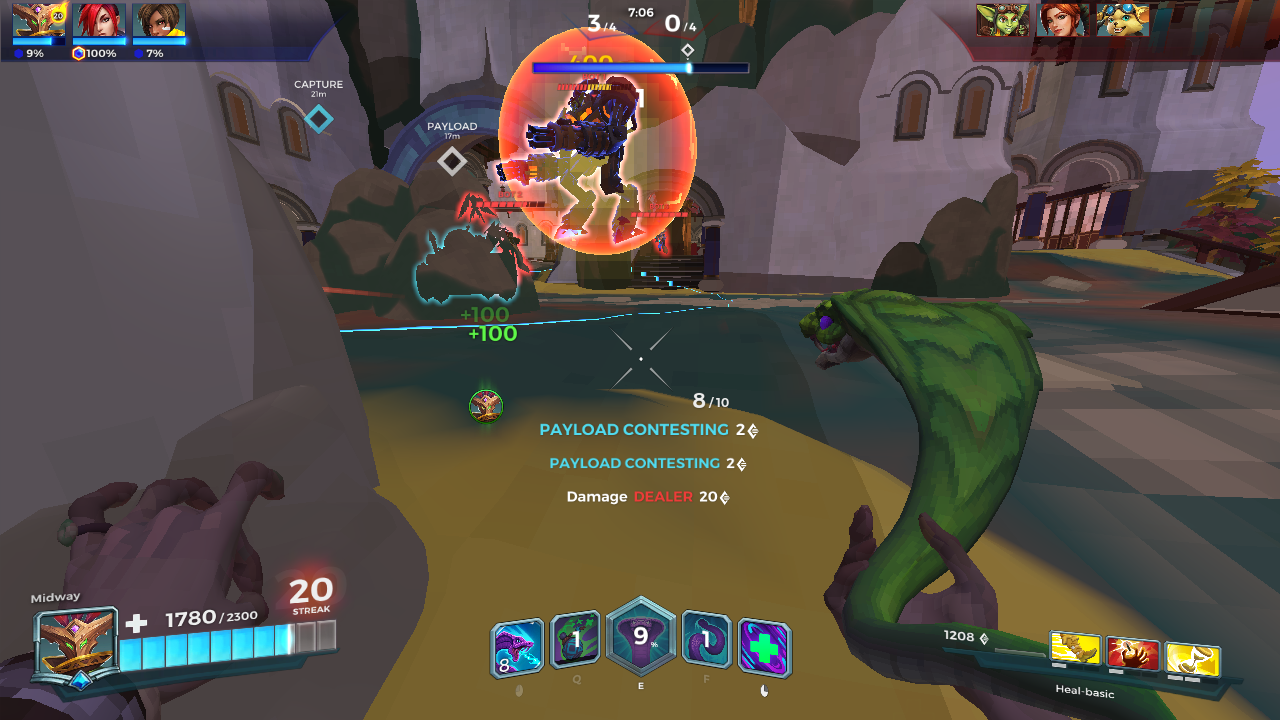 20
9%
100%
7%
3/4
7:06
0/4
400
CAPTURE
21m
PAYLOAD
17m
+100
+100
8/10
PAYLOAD CONTESTING 2
PAYLOAD CONTESTING 2
Damage DEALER 20
Midway
1780/2300
20
STREAK
8
1
9%
1
Q
E
F
1208
Heal-basic